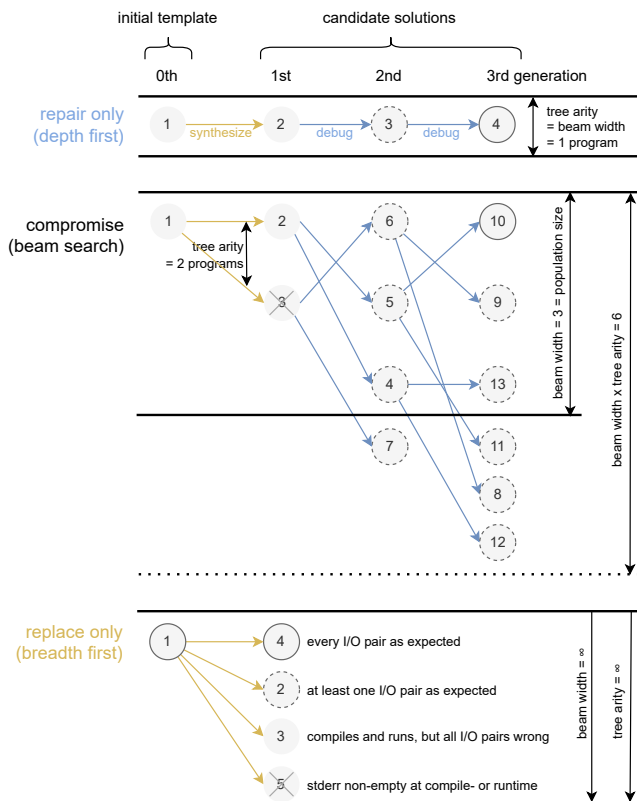 initial template
candidate solutions
0th
1st
2nd
3rd generation
repair only
(depth first)
1
synthesize
2
debug
3
debug
4
tree arity
= beam width
= 1 program
compromise
(beam search)
1
2
6
10
tree arity
= 2 programs
3
5
9
4
13
7
11
8
12
beam width = 3 = population size
beam width x tree arity = 6
replace only
(breadth first)
1
4
every I/O pair as expected
2
at least one I/O pair as expected
3
compiles and runs, but all I/O pairs wrong
5
stderr non-empty at compile- or runtime
beam width = ∞
tree arity = ∞